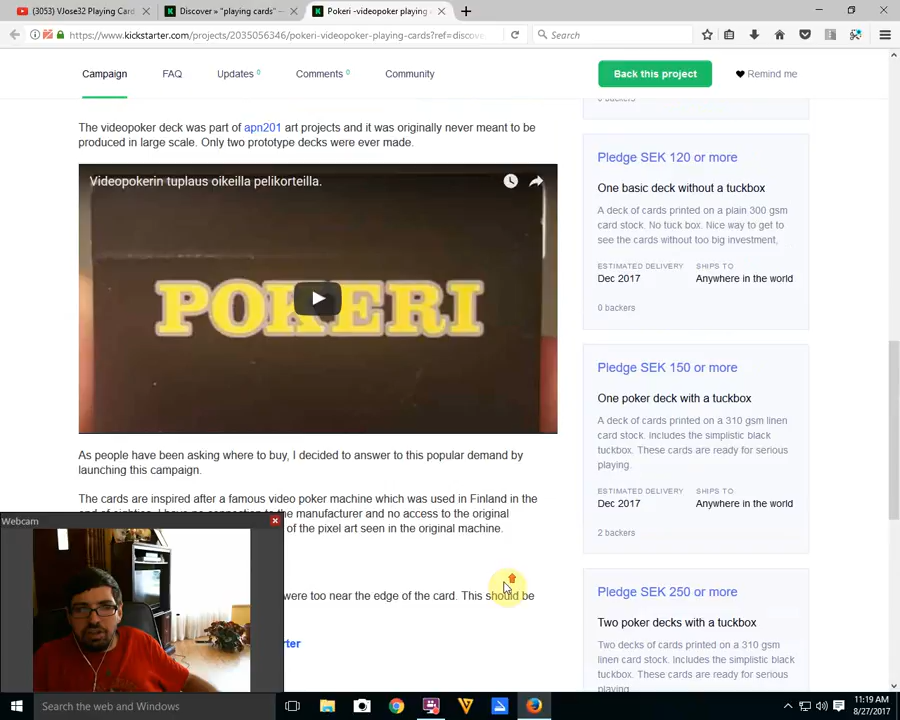 (3053) VJose32 Playing Card
Discover » "playing cards" —
Pokeri -videopoker playing
https://www.kickstarter.com/projects/2035056346/pokeri-videopoker-playing-cards?ref=discov
Search
Campaign
FAQ
Updates 0
Comments 0
Community
Back this project
Remind me
0 backers
The videopoker deck was part of apn201 art projects and it was originally never meant to be
produced in large scale. Only two prototype decks were ever made.
Videopokerin tuplaus oikeilla pelikorteilla.
POKERI
As people have been asking where to buy, I decided to answer to this popular demand by
launching this campaign.
The cards are inspired after a famous video poker machine which was used in Finland in the
end of eighties. I have no connection to the manufacturer and no access to the original
of the pixel art seen in the original machine.
were too near the edge of the card. This should be
rter
Pledge SEK 120 or more
One basic deck without a tuckbox
A deck of cards printed on a plain 300 gsm
card stock. No tuck box. Nice way to get to
see the cards without too big investment,
ESTIMATED DELIVERY
SHIPS TO
Dec 2017
Anywhere in the world
0 backers
Pledge SEK 150 or more
One poker deck with a tuckbox
A deck of cards printed on a 310 gsm linen
card stock. Includes the simplistic black
tuckbox. These cards are ready for serious
playing.
ESTIMATED DELIVERY
SHIPS TO
Dec 2017
Anywhere in the world
2 backers
Pledge SEK 250 or more
Two poker decks with a tuckbox
Two decks of cards printed on a 310 gsm
linen card stock. Includes the simplistic black
tuckbox. These cards are ready for serious
playing
Webcam
Search the web and Windows
11:19 AM
8/27/2017